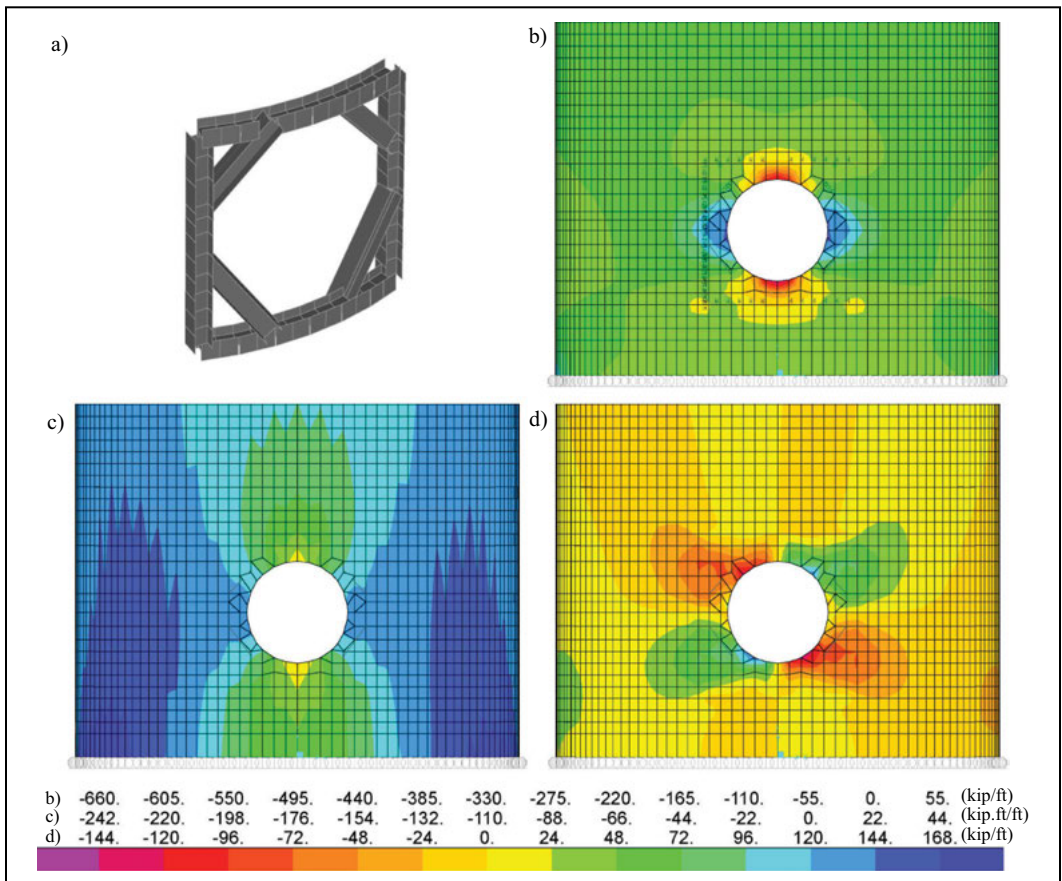 a)
b)
c)
d)
b) -660. -605. -550. -495. -440. -385. -330. -275. -220. -165. -110. -55. 0. 55. (kip/ft)
c) -242. -220. -198. -176. -154. -132. -110. -88. -66. -44. -22. 0. 22. 44. (kip.ft/ft)
d) -144. -120. -96. -72. -48. -24. 0. 24. 48. 72. 96. 120. 144. 168. (kip/ft)